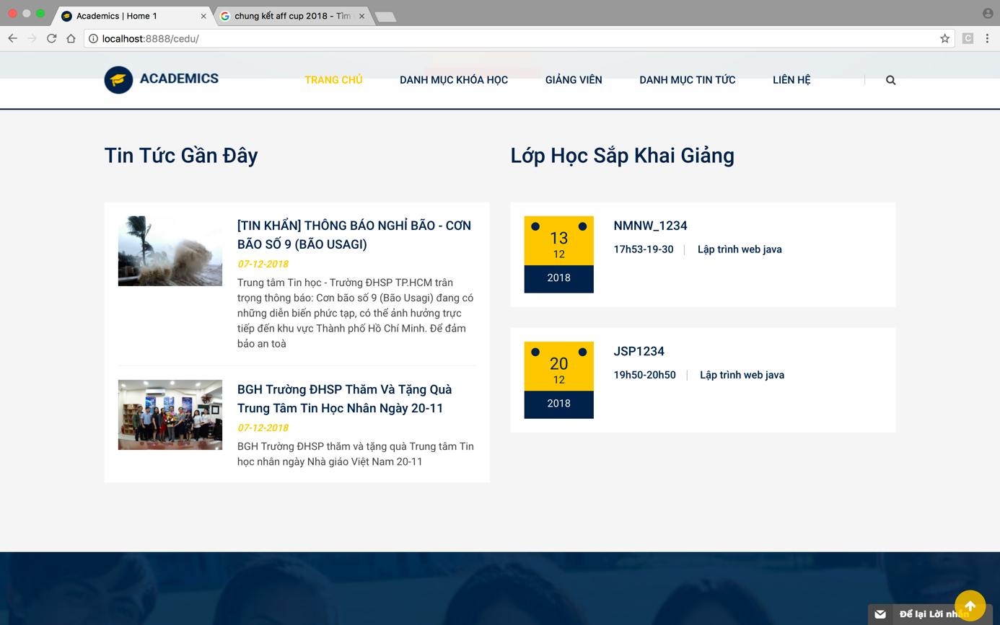 Academics | Home 1
chung kết aff cup 2018 - Tìm
localhost:8888/cedu/
C
ACADEMICS
TRANG CHỦ
DANH MỤC KHÓA HỌC
GIẢNG VIÊN
DANH MỤC TIN TỨC
LIÊN HỆ
Tin Tức Gần Đây
[TIN KHẨN] THÔNG BÁO NGHỈ BÃO - CƠN
BÃO SỐ 9 (BÃO USAGI)
07-12-2018
Trung tâm Tin học - Trường ĐHSP TP.HCM trân
trọng thông báo: Cơn bão số 9 (Bão Usagi) đang có
những diễn biến phức tạp, có thể ảnh hưởng trực
tiếp đến khu vực Thành phố Hồ Chí Minh. Để đảm
bảo an toà
BGH Trường ĐHSP Thăm Và Tặng Quà
Trung Tâm Tin Học Nhân Ngày 20-11
07-12-2018
BGH Trường ĐHSP thăm và tặng quà Trung tâm Tin
học nhân ngày Nhà giáo Việt Nam 20-11
Lớp Học Sắp Khai Giảng
13
12
2018
NMNW_1234
17h53-19-30
Lập trình web java
20
12
2018
JSP1234
19h50-20h50
Lập trình web java
Để lại Lời nhắn